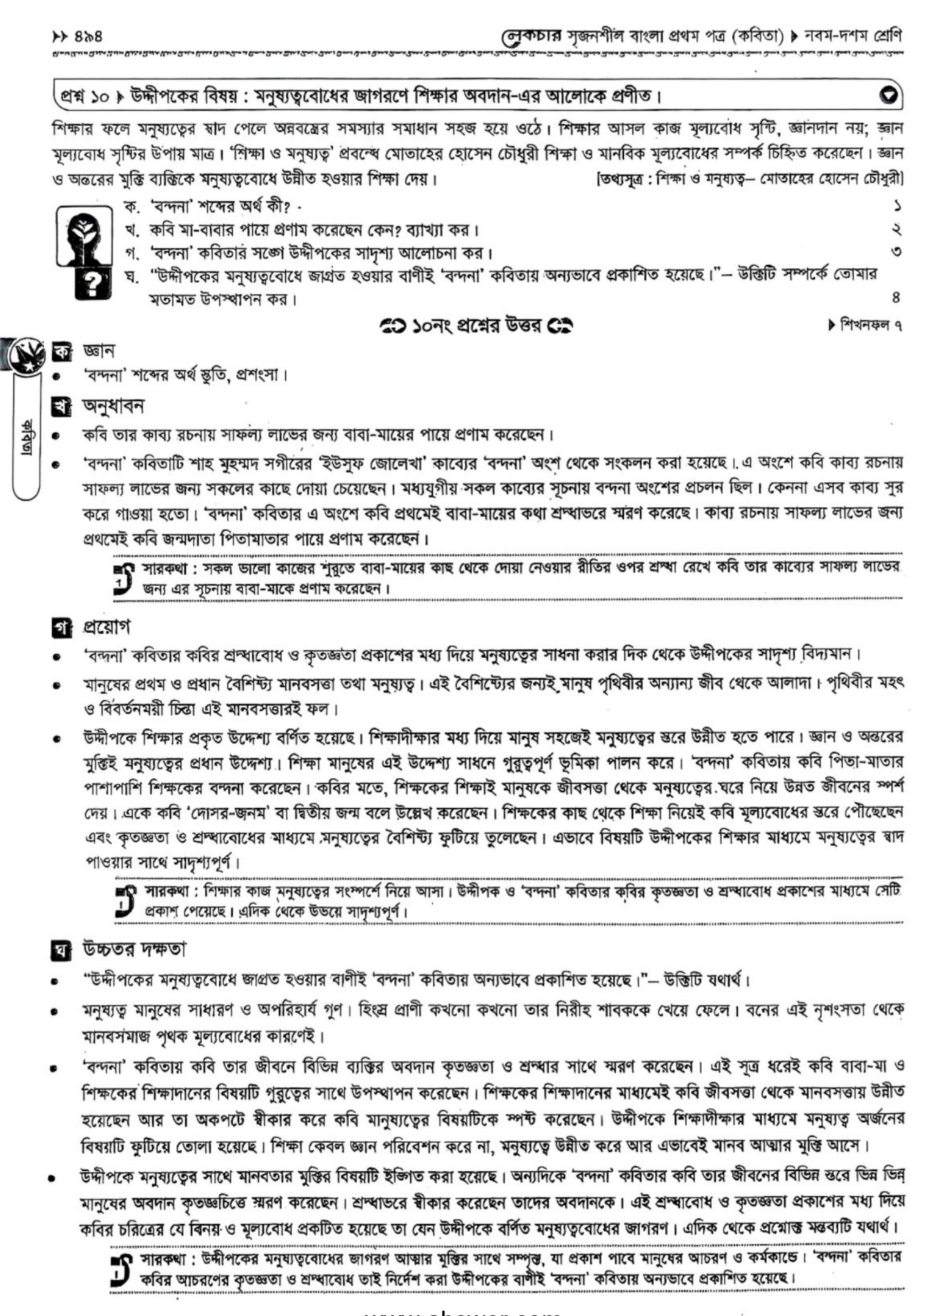 >> ৪৯৪
লেকচার সৃজনশীল বাংলা প্রথম পত্র (কবিতা) ▶ নবম-দশম শ্রেণি
প্রশ্ন ১০ ▶ উদ্দীপকের বিষয় : মনুষ্যত্ববোধের জাগরণে শিক্ষার অবদান-এর আলোকে প্রণীত।
শিক্ষার ফলে মনুষ্যত্বের স্বাদ পেলে অন্নবস্ত্রের সমস্যার সমাধান সহজ হয়ে ওঠে। শিক্ষার আসল কাজ মূল্যবোধ সৃষ্টি, জ্ঞানদান নয়; জ্ঞান
মূল্যবোধ সৃষ্টির উপায় মাত্র। 'শিক্ষা ও মনুষ্যত্ব' প্রবন্ধে মোতাহের হোসেন চৌধুরী শিক্ষা ও মানবিক মূল্যবোধের সম্পর্ক চিহ্নিত করেছেন। জ্ঞান
ও অন্তরের মুক্তি ব্যক্তিকে মনুষ্যত্ববোধে উন্নীত হওয়ার শিক্ষা দেয়। [তথ্যসূত্র : শিক্ষা ও মনুষ্যত্ব— মোতাহের হোসেন চৌধুরী]
ক. 'বন্দনা' শব্দের অর্থ কী? ১
খ. কবি মা-বাবার পায়ে প্রণাম করেছেন কেন? ব্যাখ্যা কর। ২
গ. 'বন্দনা' কবিতার সঙ্গে উদ্দীপকের সাদৃশ্য আলোচনা কর। ৩
ঘ. "উদ্দীপকের মনুষ্যত্ববোধে জাগ্রত হওয়ার বাণীই 'বন্দনা' কবিতায় অন্যভাবে প্রকাশিত হয়েছে।"— উক্তিটি সম্পর্কে তোমার
মতামত উপস্থাপন কর। ৪
১০নং প্রশ্নের উত্তর ▶ শিখনফল ৭
ক জ্ঞান
• 'বন্দনা' শব্দের অর্থ স্তুতি, প্রশংসা।
খ অনুধাবন
কবিতা
• কবি তার কাব্য রচনায় সাফল্য লাভের জন্য বাবা-মায়ের পায়ে প্রণাম করেছেন।
• 'বন্দনা' কবিতাটি শাহ মুহম্মদ সগীরের 'ইউসুফ জোলেখা' কাব্যের 'বন্দনা' অংশ থেকে সংকলন করা হয়েছে। এ অংশে কবি কাব্য রচনায়
সাফল্য লাভের জন্য সকলের কাছে দোয়া চেয়েছেন। মধ্যযুগীয় সকল কাব্যের সূচনায় বন্দনা অংশের প্রচলন ছিল। কেননা এসব কাব্য সুর
করে গাওয়া হতো। 'বন্দনা' কবিতার এ অংশে কবি প্রথমেই বাবা-মায়ের কথা শ্রদ্ধাভরে স্মরণ করেছে। কাব্য রচনায় সাফল্য লাভের জন্য
প্রথমেই কবি জন্মদাতা পিতামাতার পায়ে প্রণাম করেছেন।
সারকথা : সকল ভালো কাজের শুরুতে বাবা-মায়ের কাছ থেকে দোয়া নেওয়ার রীতির ওপর শ্রদ্ধা রেখে কবি তার কাব্যের সাফল্য লাভের
জন্য এর সূচনায় বাবা-মাকে প্রণাম করেছেন।
গ প্রয়োগ
• 'বন্দনা' কবিতার কবির শ্রদ্ধাবোধ ও কৃতজ্ঞতা প্রকাশের মধ্য দিয়ে মনুষ্যত্বের সাধনা করার দিক থেকে উদ্দীপকের সাদৃশ্য বিদ্যমান।
• মানুষের প্রথম ও প্রধান বৈশিষ্ট্য মানবসত্তা তথা মনুষ্যত্ব। এই বৈশিষ্ট্যের জন্যই মানুষ পৃথিবীর অন্যান্য জীব থেকে আলাদা। পৃথিবীর মহৎ
ও বিবর্তনময়ী চিন্তা এই মানবসত্তারই ফল।
• উদ্দীপকে শিক্ষার প্রকৃত উদ্দেশ্য বর্ণিত হয়েছে। শিক্ষাদীক্ষার মধ্য দিয়ে মানুষ সহজেই মনুষ্যত্বের স্তরে উন্নীত হতে পারে। জ্ঞান ও অন্তরের
মুক্তিই মনুষ্যত্বের প্রধান উদ্দেশ্য। শিক্ষা মানুষের এই উদ্দেশ্য সাধনে গুরুত্বপূর্ণ ভূমিকা পালন করে। 'বন্দনা' কবিতায় কবি পিতা-মাতার
পাশাপাশি শিক্ষকের বন্দনা করেছেন। কবির মতে, শিক্ষকের শিক্ষাই মানুষকে জীবসত্তা থেকে মনুষ্যত্বের ঘরে নিয়ে উন্নত জীবনের স্পর্শ
দেয়। একে কবি 'দোসর-জনম' বা দ্বিতীয় জন্ম বলে উল্লেখ করেছেন। শিক্ষকের কাছ থেকে শিক্ষা নিয়েই কবি মূল্যবোধের স্তরে পৌঁছেছেন
এবং কৃতজ্ঞতা ও শ্রদ্ধাবোধের মাধ্যমে মনুষ্যত্বের বৈশিষ্ট্য ফুটিয়ে তুলেছেন। এভাবে বিষয়টি উদ্দীপকের শিক্ষার মাধ্যমে মনুষ্যত্বের স্বাদ
পাওয়ার সাথে সাদৃশ্যপূর্ণ।
সারকথা : শিক্ষার কাজ মনুষ্যত্বের সংস্পর্শে নিয়ে আসা। উদ্দীপক ও 'বন্দনা' কবিতার কবির কৃতজ্ঞতা ও শ্রদ্ধাবোধ প্রকাশের মাধ্যমে সেটি
প্রকাশ পেয়েছে। এদিক থেকে উভয়ে সাদৃশ্যপূর্ণ।
ঘ উচ্চতর দক্ষতা
• "উদ্দীপকের মনুষ্যত্ববোধে জাগ্রত হওয়ার বাণীই 'বন্দনা' কবিতায় অন্যভাবে প্রকাশিত হয়েছে।"— উক্তিটি যথার্থ।
• মনুষ্যত্ব মানুষের সাধারণ ও অপরিহার্য গুণ। হিংস্র প্রাণী কখনো কখনো তার নিরীহ শাবককে খেয়ে ফেলে। বনের এই নৃশংসতা থেকে
মানবসমাজ পৃথক মূল্যবোধের কারণেই।
• 'বন্দনা' কবিতায় কবি তার জীবনে বিভিন্ন ব্যক্তির অবদান কৃতজ্ঞতা ও শ্রদ্ধার সাথে স্মরণ করেছেন। এই সূত্র ধরেই কবি বাবা-মা ও
শিক্ষকের শিক্ষাদানের বিষয়টি গুরুত্বের সাথে উপস্থাপন করেছেন। শিক্ষকের শিক্ষাদানের মাধ্যমেই কবি জীবসত্তা থেকে মানবসত্তায় উন্নীত
হয়েছেন আর তা অকপটে স্বীকার করে কবি মানুষ্যত্বের বিষয়টিকে স্পষ্ট করেছেন। উদ্দীপকে শিক্ষাদীক্ষার মাধ্যমে মনুষ্যত্ব অর্জনের
বিষয়টি ফুটিয়ে তোলা হয়েছে। শিক্ষা কেবল জ্ঞান পরিবেশন করে না, মনুষ্যত্বে উন্নীত করে আর এভাবেই মানব আত্মার মুক্তি আসে।
• উদ্দীপকে মনুষ্যত্বের সাথে মানবতার মুক্তির বিষয়টি ইঙ্গিত করা হয়েছে। অন্যদিকে 'বন্দনা' কবিতার কবি তার জীবনের বিভিন্ন স্তরে ভিন্ন ভিন্ন
মানুষের অবদান কৃতজ্ঞচিত্তে স্মরণ করেছেন। শ্রদ্ধাভরে স্বীকার করেছেন তাদের অবদানকে। এই শ্রদ্ধাবোধ ও কৃতজ্ঞতা প্রকাশের মধ্য দিয়ে
কবির চরিত্রের যে বিনয় ও মূল্যবোধ প্রকটিত হয়েছে তা যেন উদ্দীপকে বর্ণিত মনুষ্যত্ববোধের জাগরণ। এদিক থেকে প্রশ্নোক্ত মন্তব্যটি যথার্থ।
সারকথা : উদ্দীপকের মনুষ্যত্ববোধের জাগরণ আত্মার মুক্তির সাথে সম্পৃক্ত, যা প্রকাশ পাবে মানুষের আচরণ ও কর্মকাণ্ডে। 'বন্দনা' কবিতার
কবির আচরণের কৃতজ্ঞতা ও শ্রদ্ধাবোধ তাই নির্দেশ করা উদ্দীপকের বাণীই 'বন্দনা' কবিতায় অন্যভাবে প্রকাশিত হয়েছে।